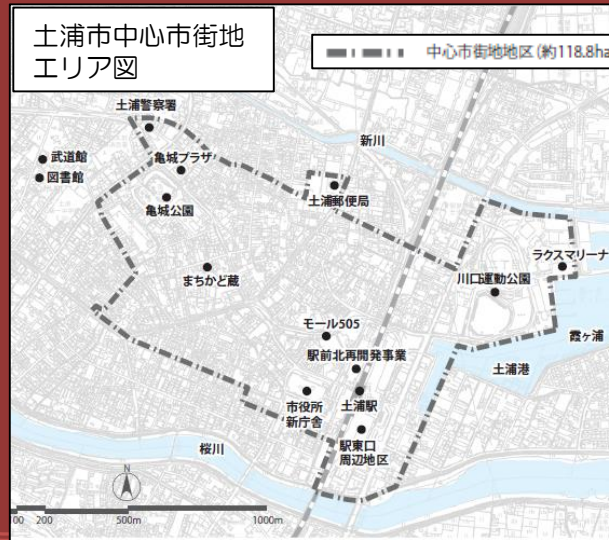 土浦市中心市街地
エリア図
中心市街地地区(約118.8ha
土浦警察署
新川
武道館
亀城プラザ
図書館
土浦郵便局
亀城公園
ラクスマリーナ
まちかど蔵
川口運動公園
モール505
霞ヶ浦
駅前北再開発事業
土浦港
市役所
新庁舎
土浦駅
駅東口
周辺地区
桜川
N
00 200 500m 1000m